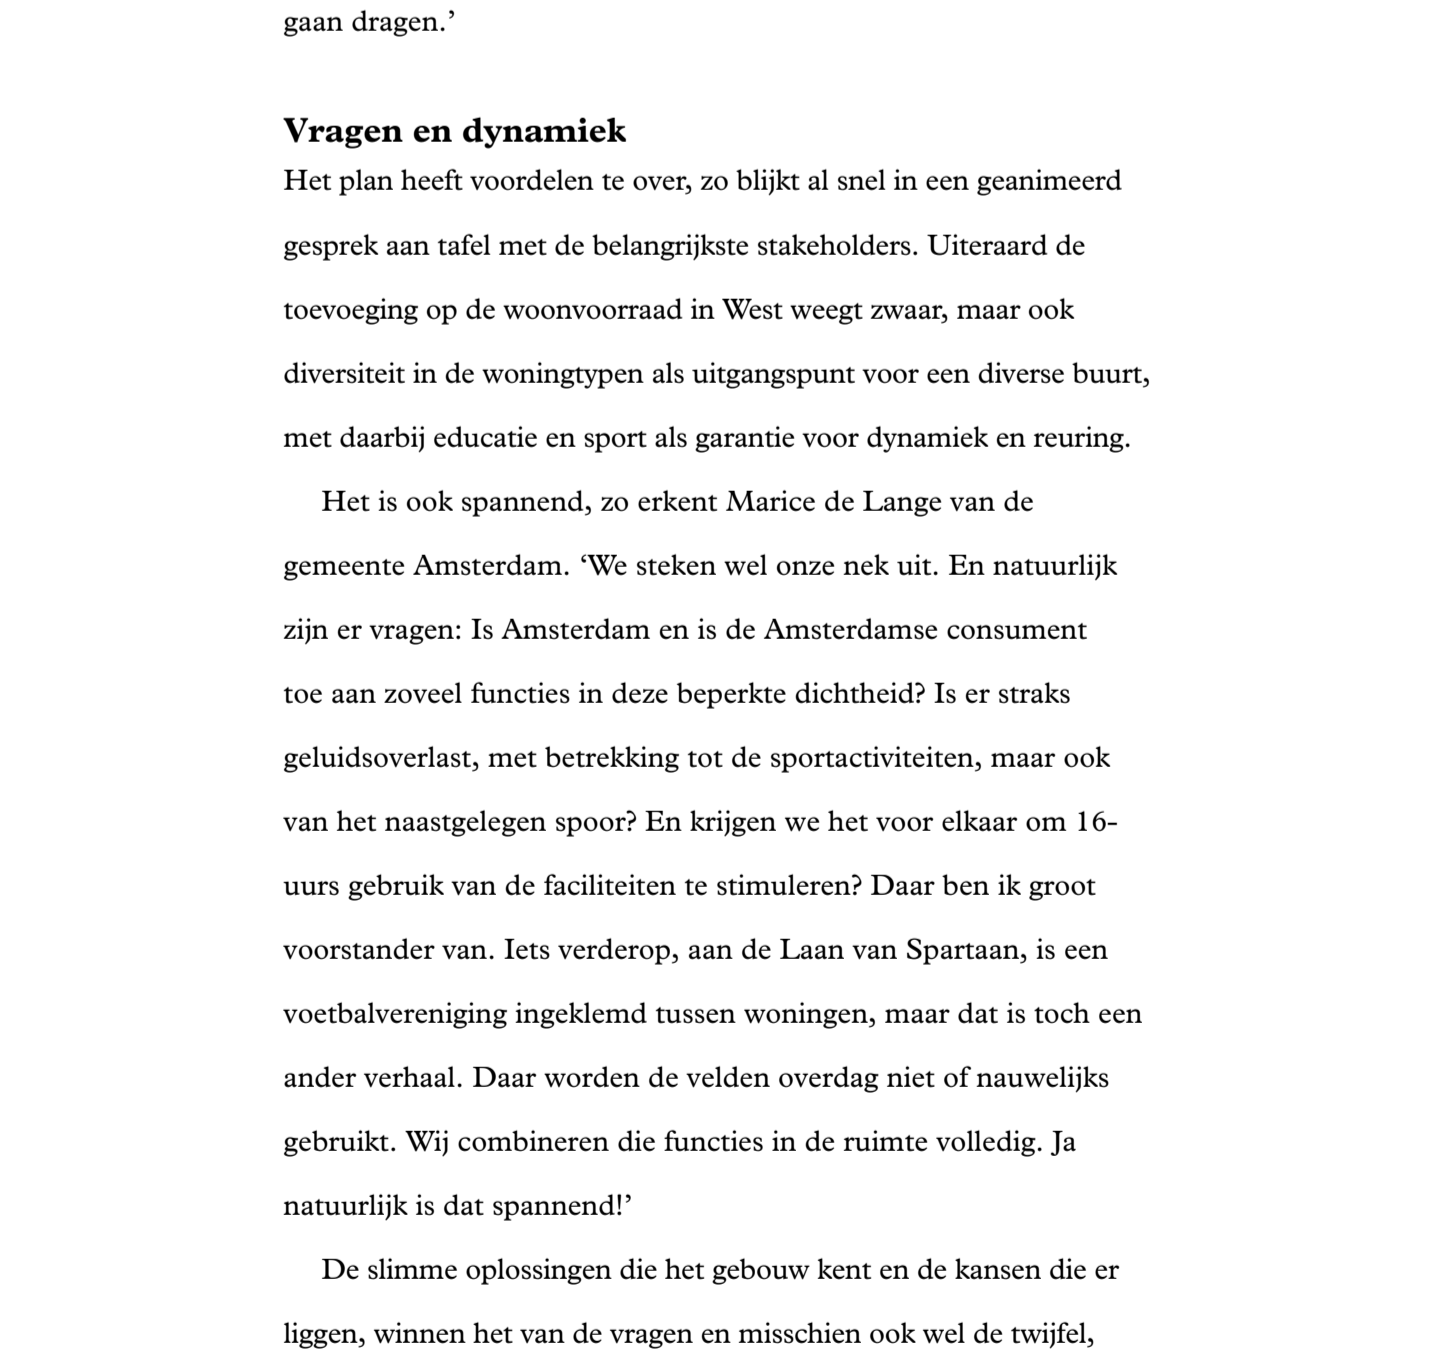 gaan dragen.’
Vragen en dynamiek
Het plan heeft voordelen te over, zo blijkt al snel in een geanimeerd
gesprek aan tafel met de belangrijkste stakeholders. Uiteraard de
toevoeging op de woonvoorraad in West weegt zwaar, maar ook
diversiteit in de woningtypen als uitgangspunt voor een diverse buurt,
met daarbij educatie en sport als garantie voor dynamiek en reuring.
Het is ook spannend, zo erkent Marice de Lange van de
gemeente Amsterdam. ‘We steken wel onze nek uit. En natuurlijk
zijn er vragen: Is Amsterdam en is de Amsterdamse consument
toe aan zoveel functies in deze beperkte dichtheid? Is er straks
geluidsoverlast, met betrekking tot de sportactiviteiten, maar ook
van het naastgelegen spoor? En krijgen we het voor elkaar om 16-
uurs gebruik van de faciliteiten te stimuleren? Daar ben ik groot
voorstander van. Iets verderop, aan de Laan van Spartaan, is een
voetbalvereniging ingeklemd tussen woningen, maar dat is toch een
ander verhaal. Daar worden de velden overdag niet of nauwelijks
gebruikt. Wij combineren die functies in de ruimte volledig. Ja
natuurlijk is dat spannend!’
De slimme oplossingen die het gebouw kent en de kansen die er
liggen, winnen het van de vragen en misschien ook wel de twijfel,